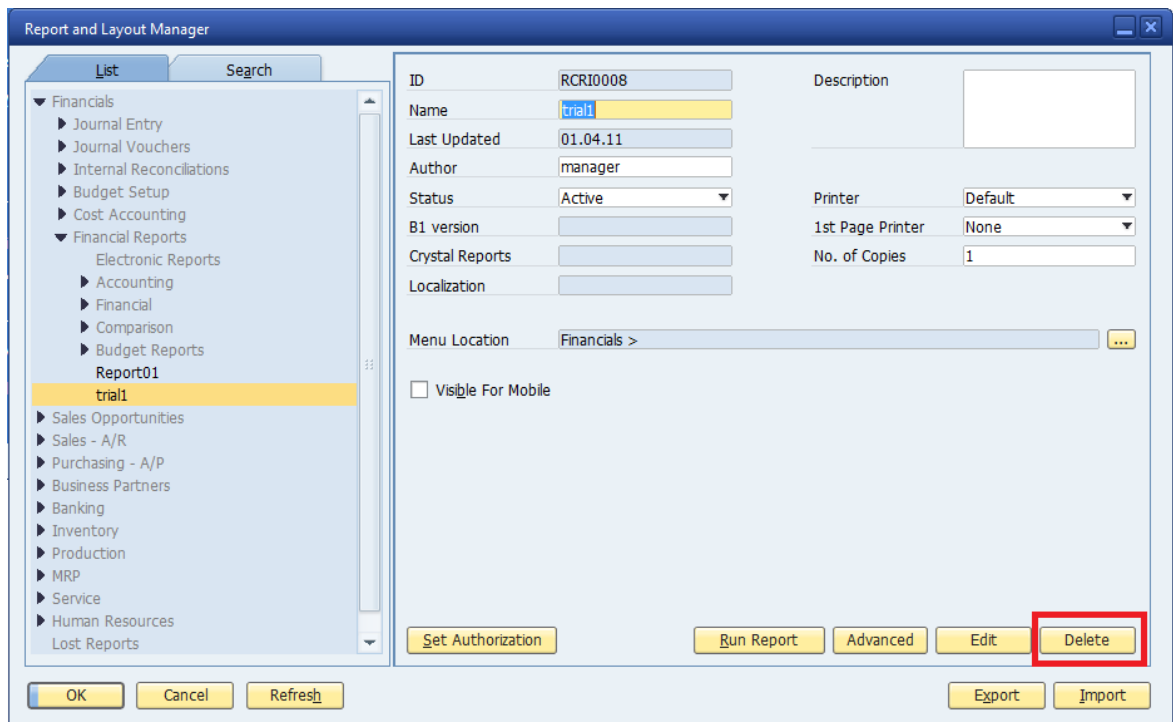 Report and Layout Manager
List
Search
Financials
Journal Entry
Journal Vouchers
Internal Reconciliations
Budget Setup
Cost Accounting
Financial Reports
Electronic Reports
Accounting
Financial
Comparison
Budget Reports
Report01
trial1
Sales Opportunities
Sales - A/R
Purchasing - A/P
Business Partners
Banking
Inventory
Production
MRP
Service
Human Resources
Lost Reports
ID RCRI0008
Name trial1
Last Updated 01.04.11
Author manager
Status Active
B1 version
Crystal Reports
Localization
Description
Printer Default
1st Page Printer None
No. of Copies 1
Menu Location Financials > ...
Visible For Mobile
Set Authorization Run Report Advanced Edit Delete
OK Cancel Refresh Export Import